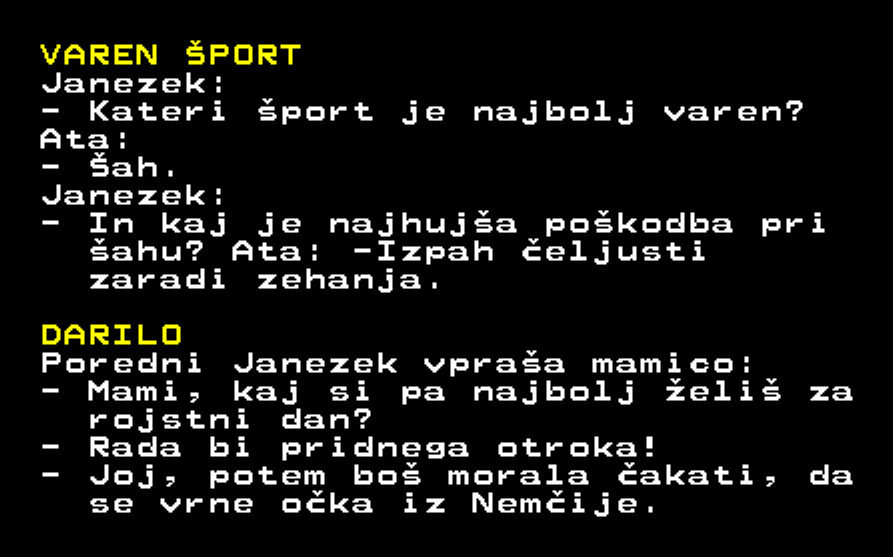 VAREN ŠPORT
Janezek:
- Kateri šport je najbolj varen?
Ata:
- Šah.
Janezek:
- In kaj je najhujša poškodba pri
šahu? Ata: -Izpah čeljusti
zaradi zehanja.
DARILO
Poredni Janezek vpraša mamico:
- Mami, kaj si pa najbolj želiš za
rojstni dan?
- Rada bi pridnega otroka!
- Joj, potem boš morala čakati, da
se vrne očka iz Nemčije.